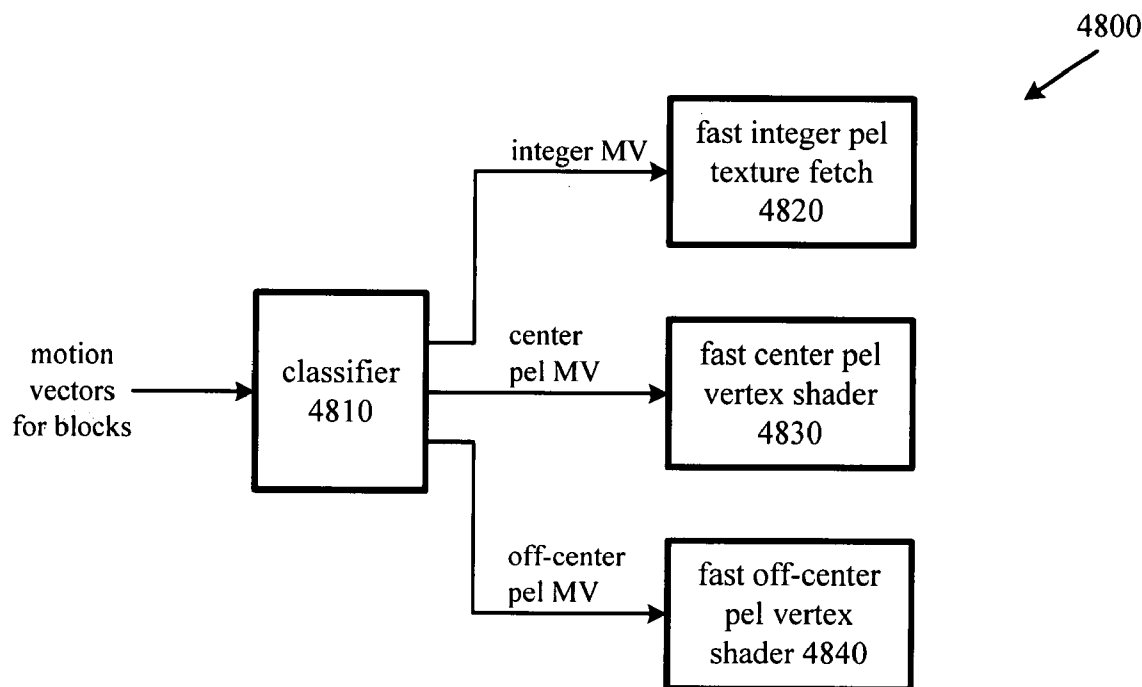 4800
fast integer pel
texture fetch
4820
integer MV
motion
vectors
for blocks
classifier
4810
center
pel MV
fast center pel
vertex shader
4830
off-center
pel MV
fast off-center
pel vertex
shader 4840